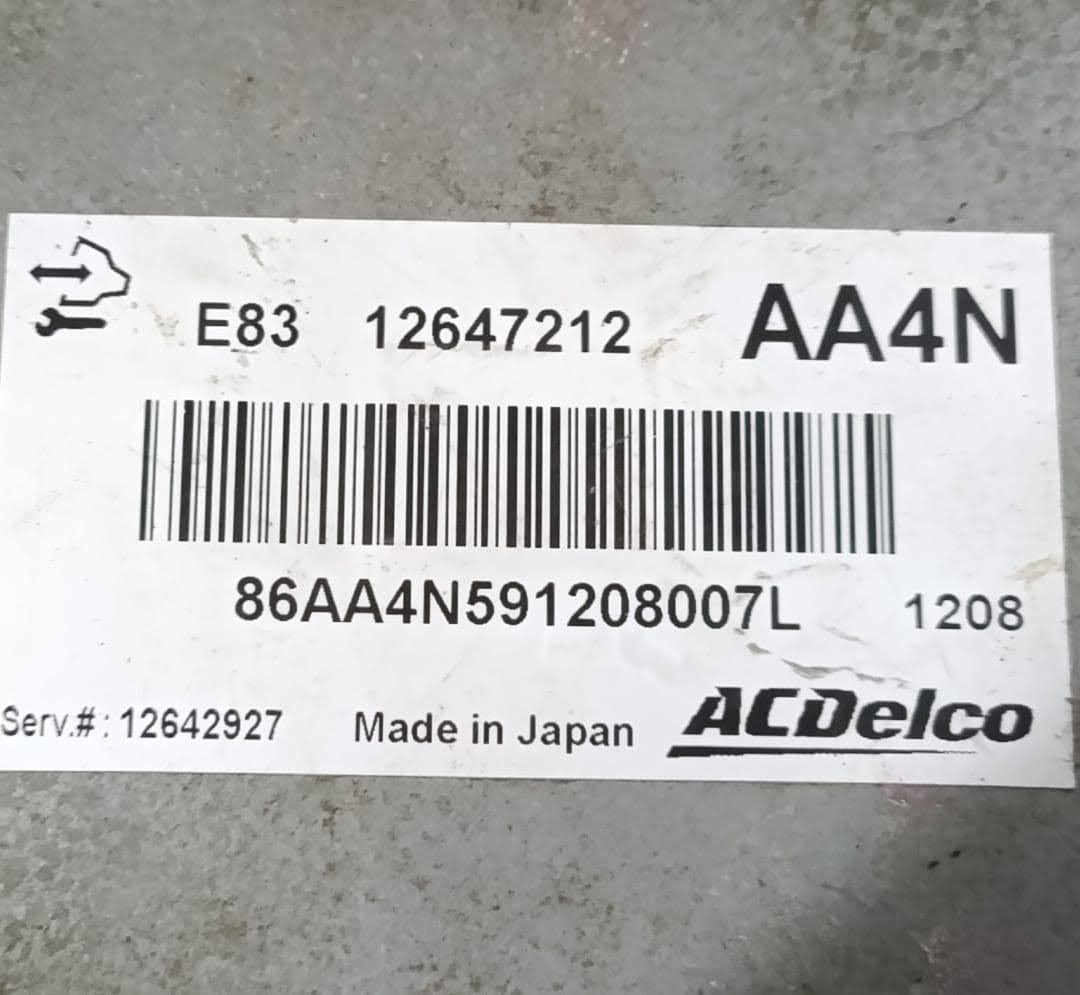 E83 12647212 AA4N
86AA4N591208007L 1208
Serv.#: 12642927 Made in Japan ACDelco